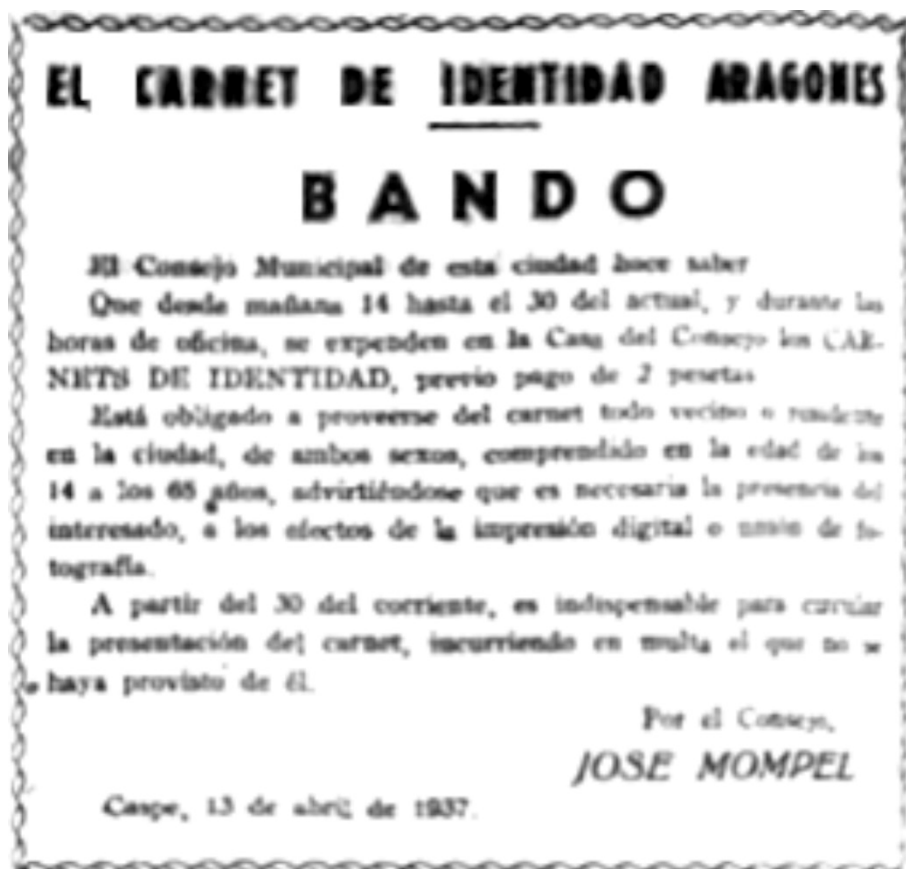 EL CARNET DE IDENTIDAD ARAGONES
BANDO
El Consejo Municipal de esta ciudad hace saber
Que desde mañana 14 hasta el 30 del actual, y durante las
horas de oficina, se expenden en la Casa del Consejo los CAR-
NETS DE IDENTIDAD, previo pago de 2 pesetas
Está obligado a proveerse del carnet todo vecino o residente
en la ciudad, de ambos sexos, comprendido en la edad de los
14 a los 65 años, advirtiéndose que es necesaria la presencia del
interesado, a los efectos de la impresión digital o unión de fo-
tografía.
A partir del 30 del corriente, es indispensable para circular
la presentación del carnet, incurriendo en multa el que no se
haya provisto de él.
Por el Consejo,
JOSE MOMPEL
Caspe, 13 de abril de 1937.